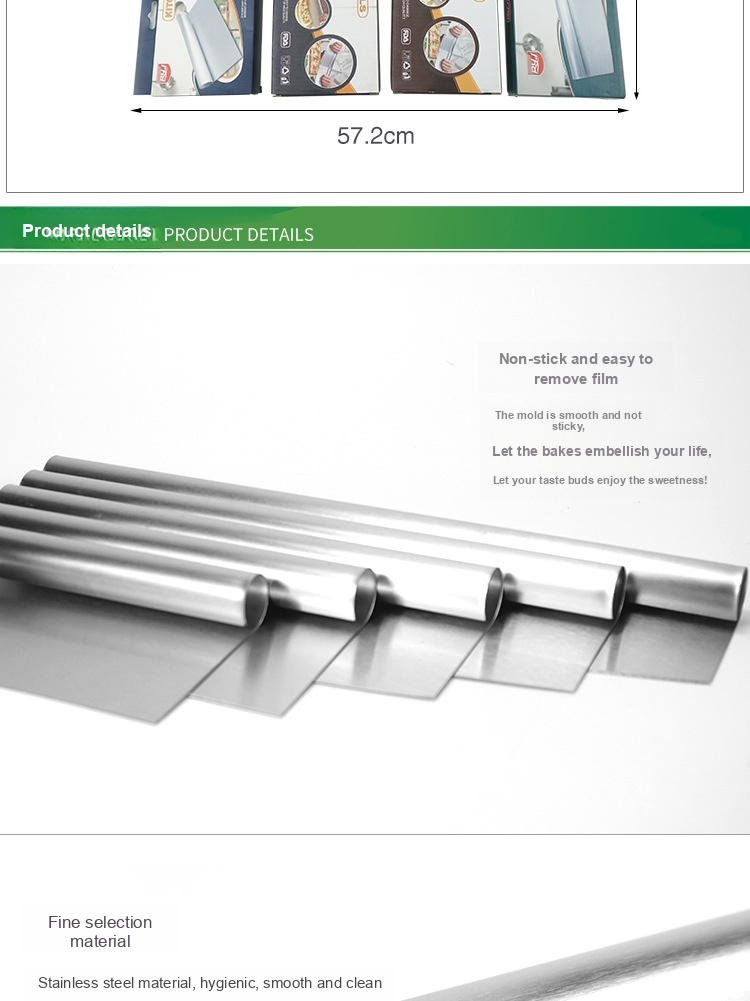 57.2cm
Product details
PRODUCT DETAILS
Non-stick and easy to
remove film
The mold is smooth and not
sticky,
Let the bakes embellish your life,
Let your taste buds enjoy the sweetness!
Fine selection
material
Stainless steel material, hygienic, smooth and clean